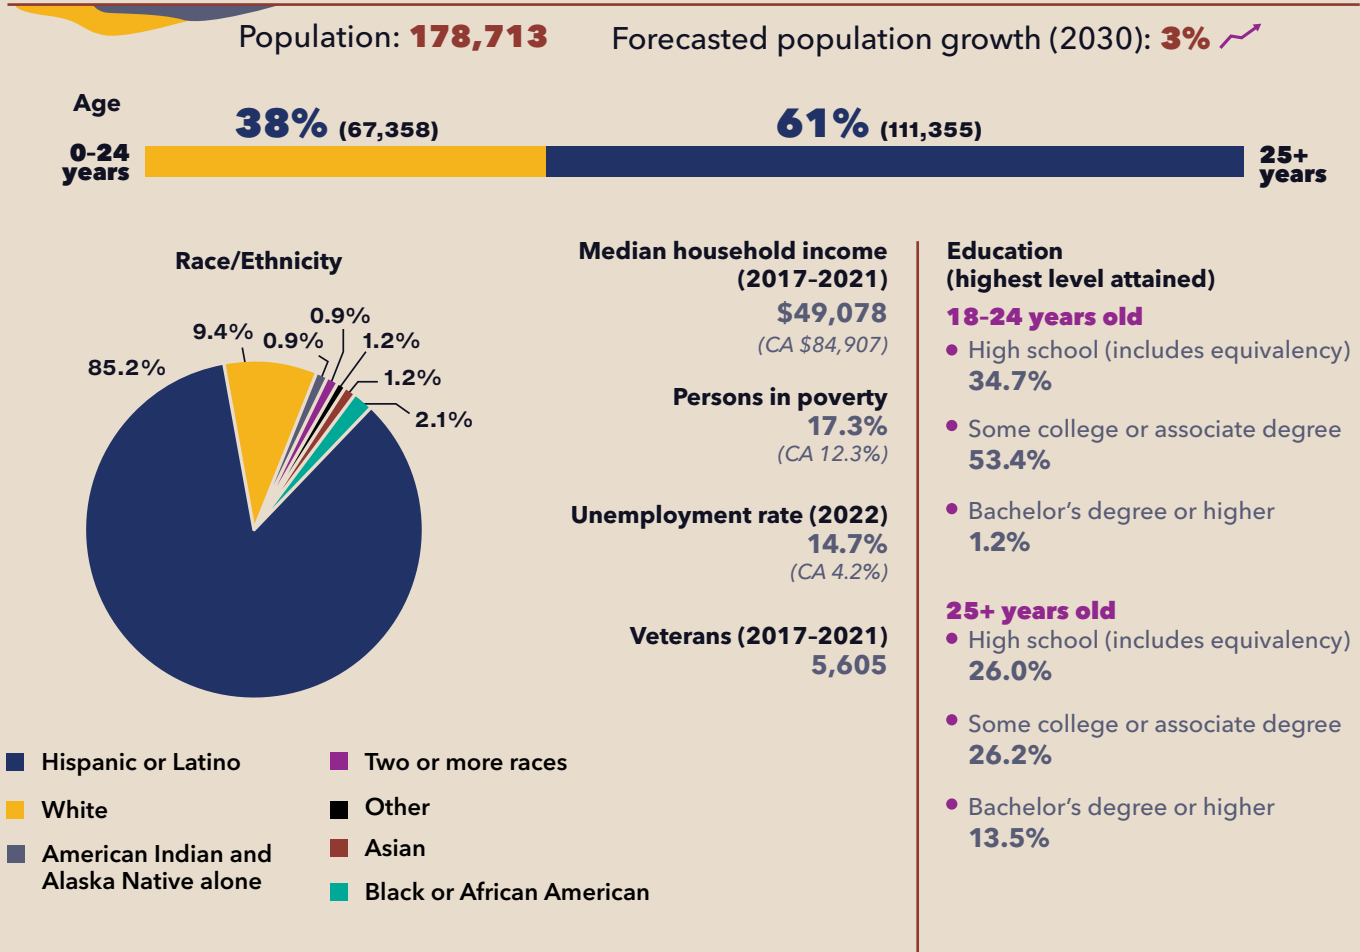 Population: 178,713
Forecasted population growth (2030): 3%
Age
38% (67,358)
61% (111,355)
0–24
years
25+
years
Race/Ethnicity
85.2%
9.4%
0.9%
0.9%
1.2%
1.2%
2.1%
Hispanic or Latino
White
American Indian and
Alaska Native alone
Two or more races
Other
Asian
Black or African American
Median household income
(2017–2021)
$49,078
(CA $84,907)
Persons in poverty
17.3%
(CA 12.3%)
Unemployment rate (2022)
14.7%
(CA 4.2%)
Veterans (2017–2021)
5,605
Education
(highest level attained)
18–24 years old
High school (includes equivalency)
34.7%
Some college or associate degree
53.4%
Bachelor’s degree or higher
1.2%
25+ years old
High school (includes equivalency)
26.0%
Some college or associate degree
26.2%
Bachelor’s degree or higher
13.5%